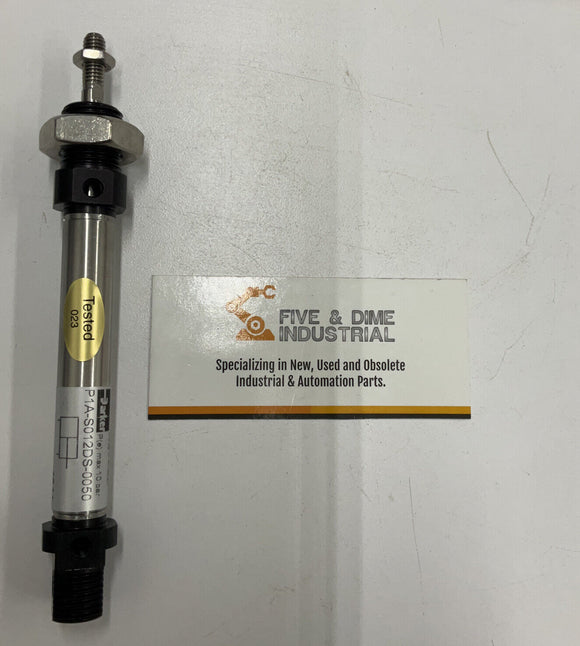 Tested
023
Parker
P(e) max 10 bar
P1A-S012DS-0050
FIVE & DIME
INDUSTRIAL
Specializing in New, Used and Obsolete
Industrial & Automation Parts.